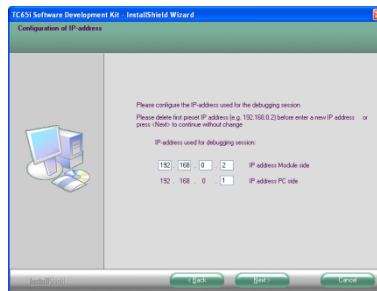 TC65i Software Development Kit - InstallShield Wizard
Configuration of IP-address
Please configure the IP-address used for the debugging session
Please delete first preset IP address (e.g. 192.168.0.2) before enter a new IP address or
press <Next> to continue without change
IP-address used for debugging session:
192 . 168 . 0 . 2 IP address Module side
192 . 168 . 0 . 1 IP address PC side
InstallShield
< Back Next > Cancel